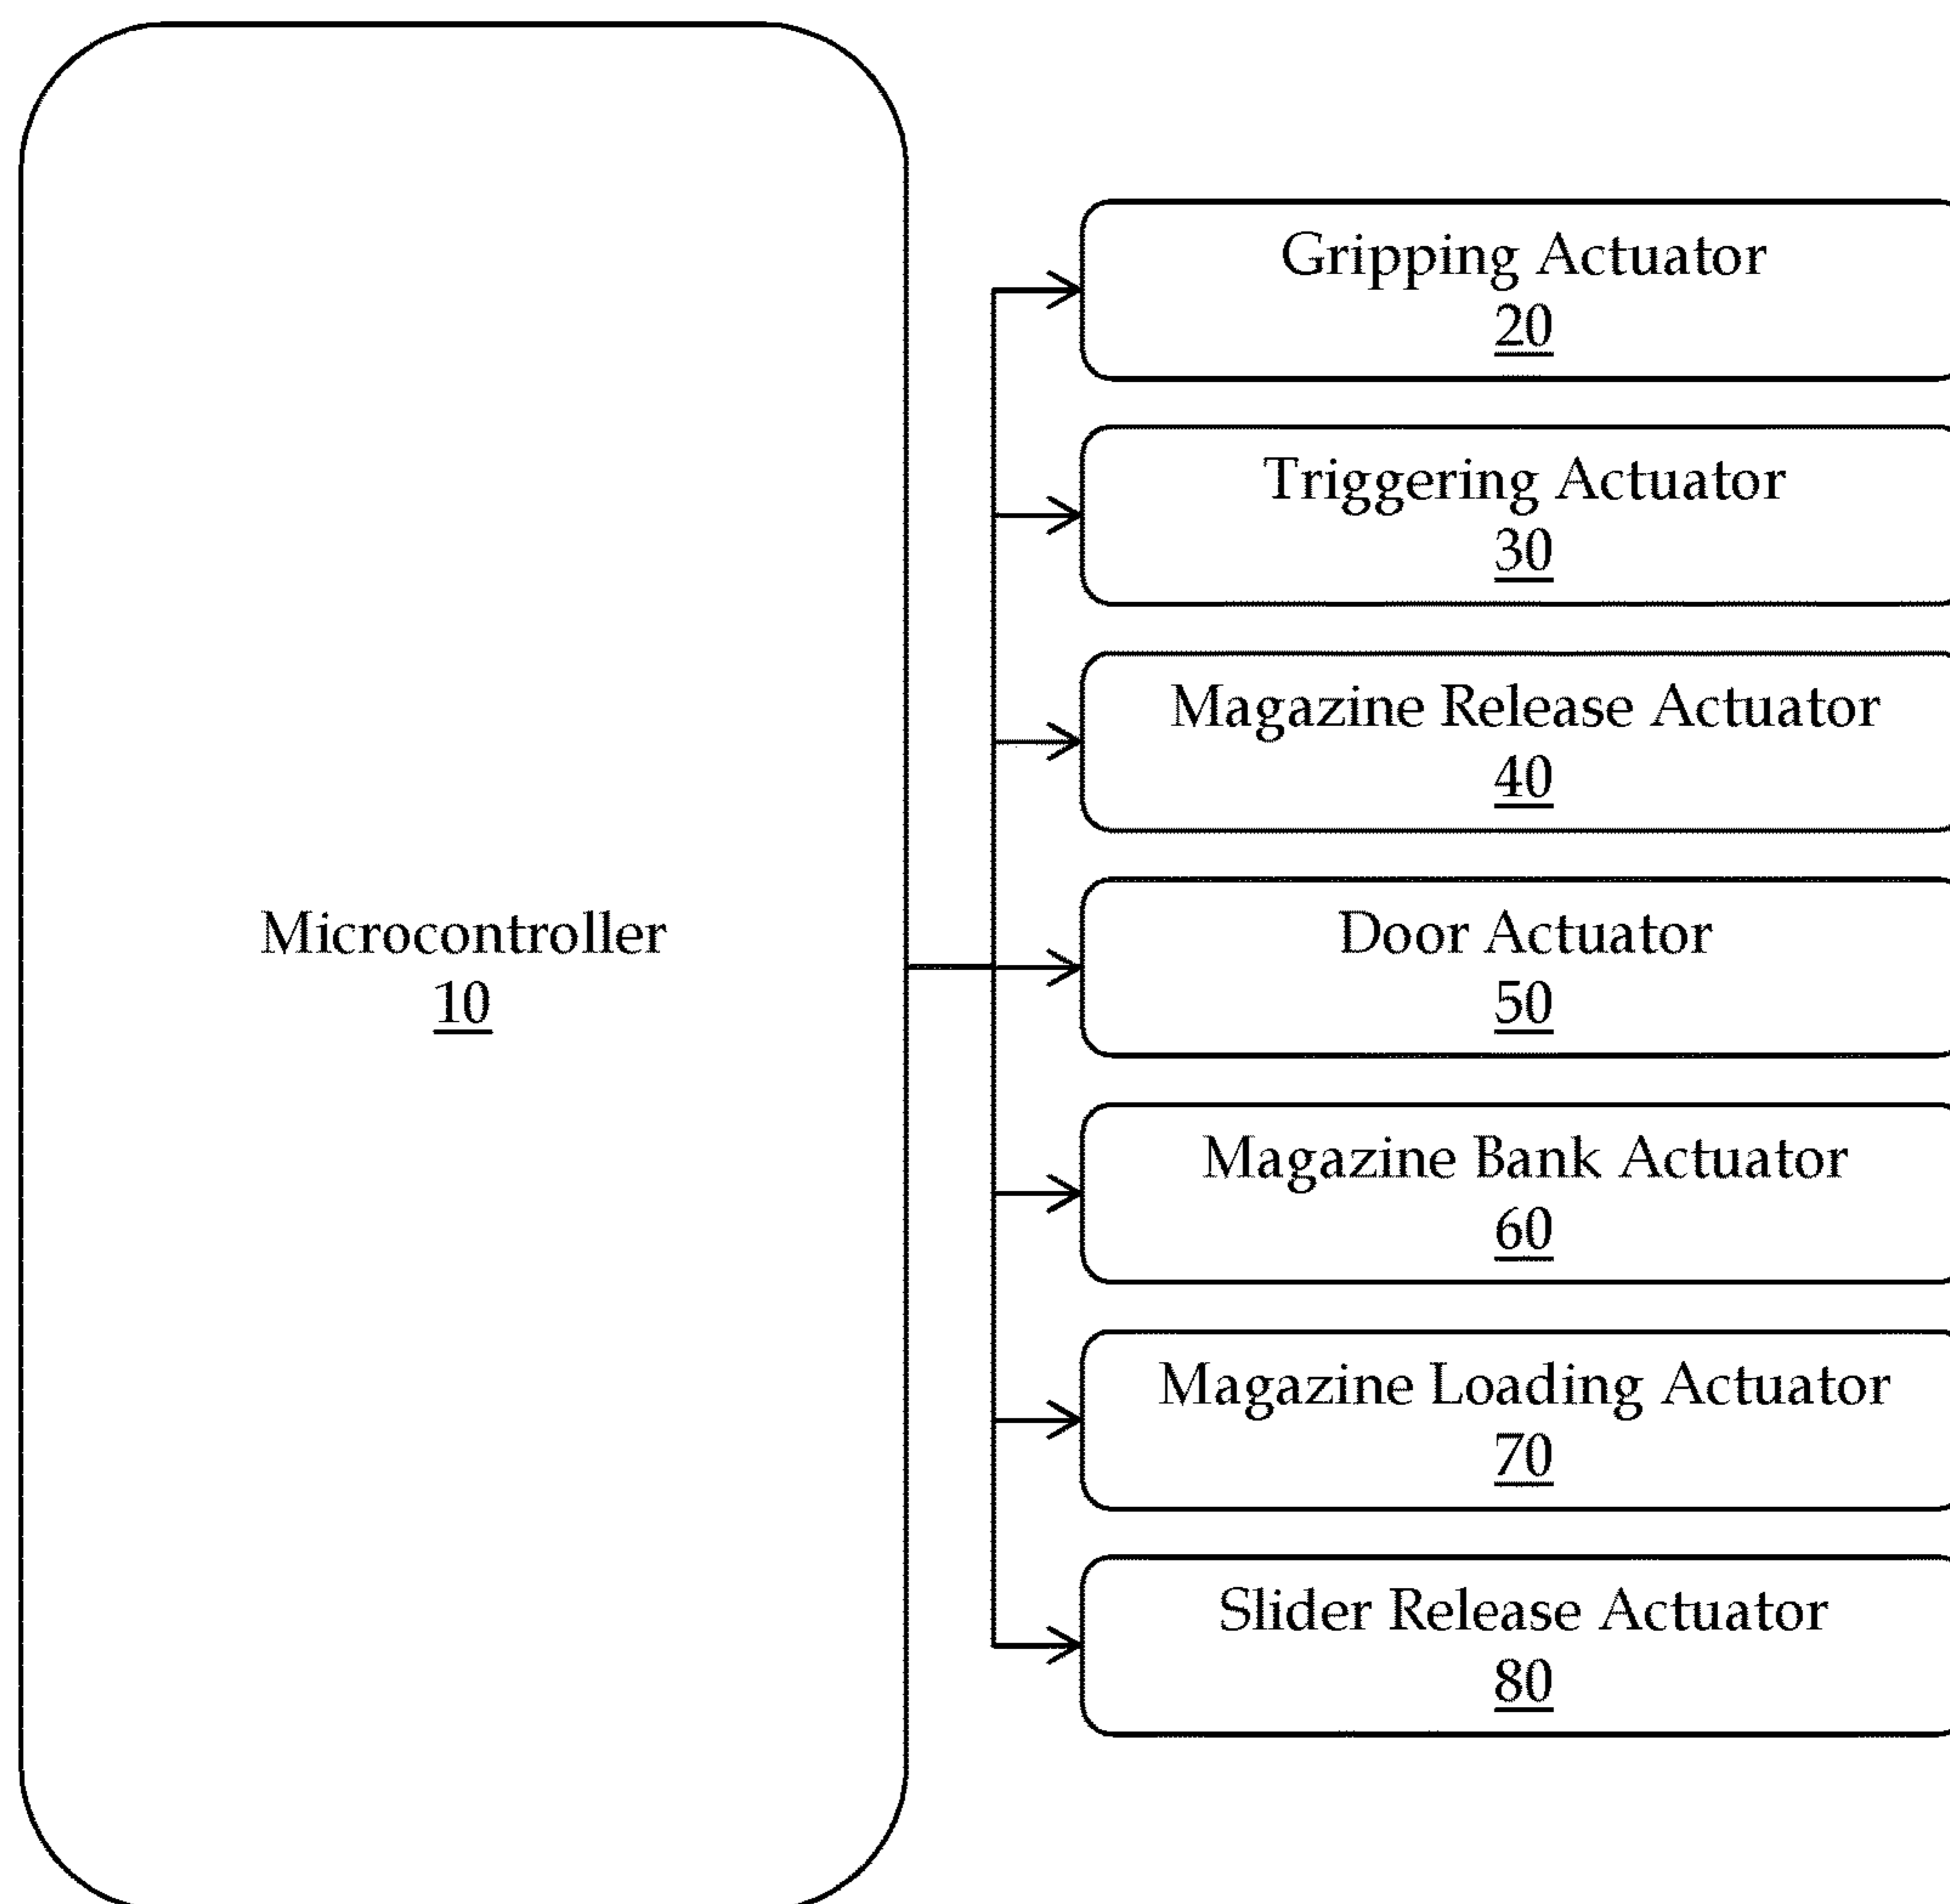 Microcontroller
10
Gripping Actuator
20
Triggering Actuator
30
Magazine Release Actuator
40
Door Actuator
50
Magazine Bank Actuator
60
Magazine Loading Actuator
70
Slider Release Actuator
80